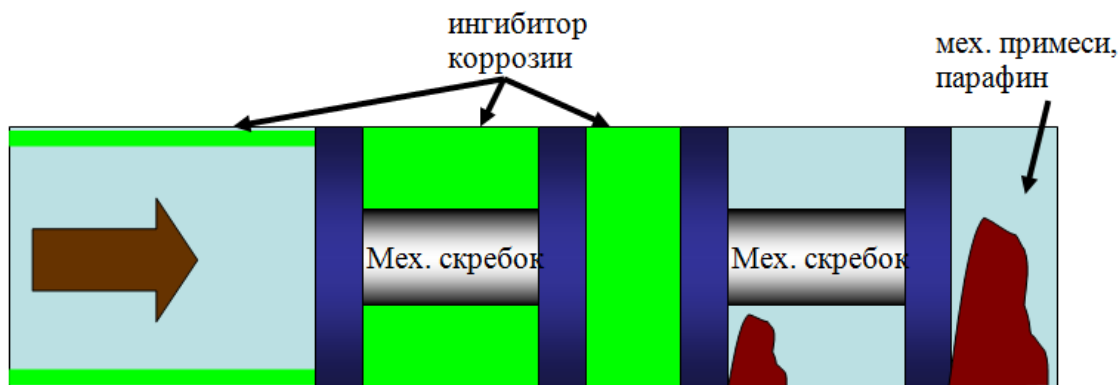 ингибитор
коррозии
мех. примеси,
парафин
Мех. скребок
Мех. скребок